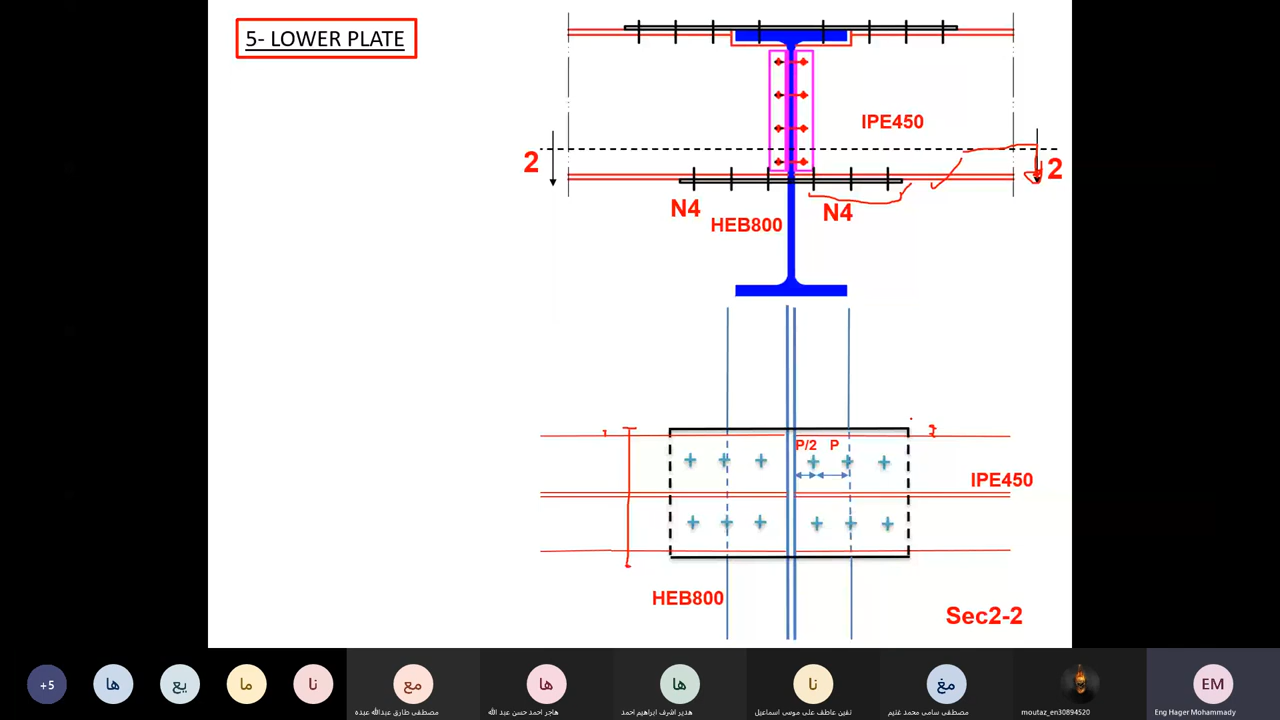 5- LOWER PLATE
IPE450
2
2
N4
N4
HEB800
P/2 P
IPE450
HEB800
Sec2-2
+5
ها
يع
ما
نا
مع
ها
ها
نا
مغ
EM
مصطفى طارق عبدالله عبده
هاجر احمد حسن عبد الله
هدير اشرف ابراهيم احمد
نفين عاطف على موسى اسماعيل
مصطفى سامى محمد غنيم
moutaz_en30894520
Eng Hager Mohammady